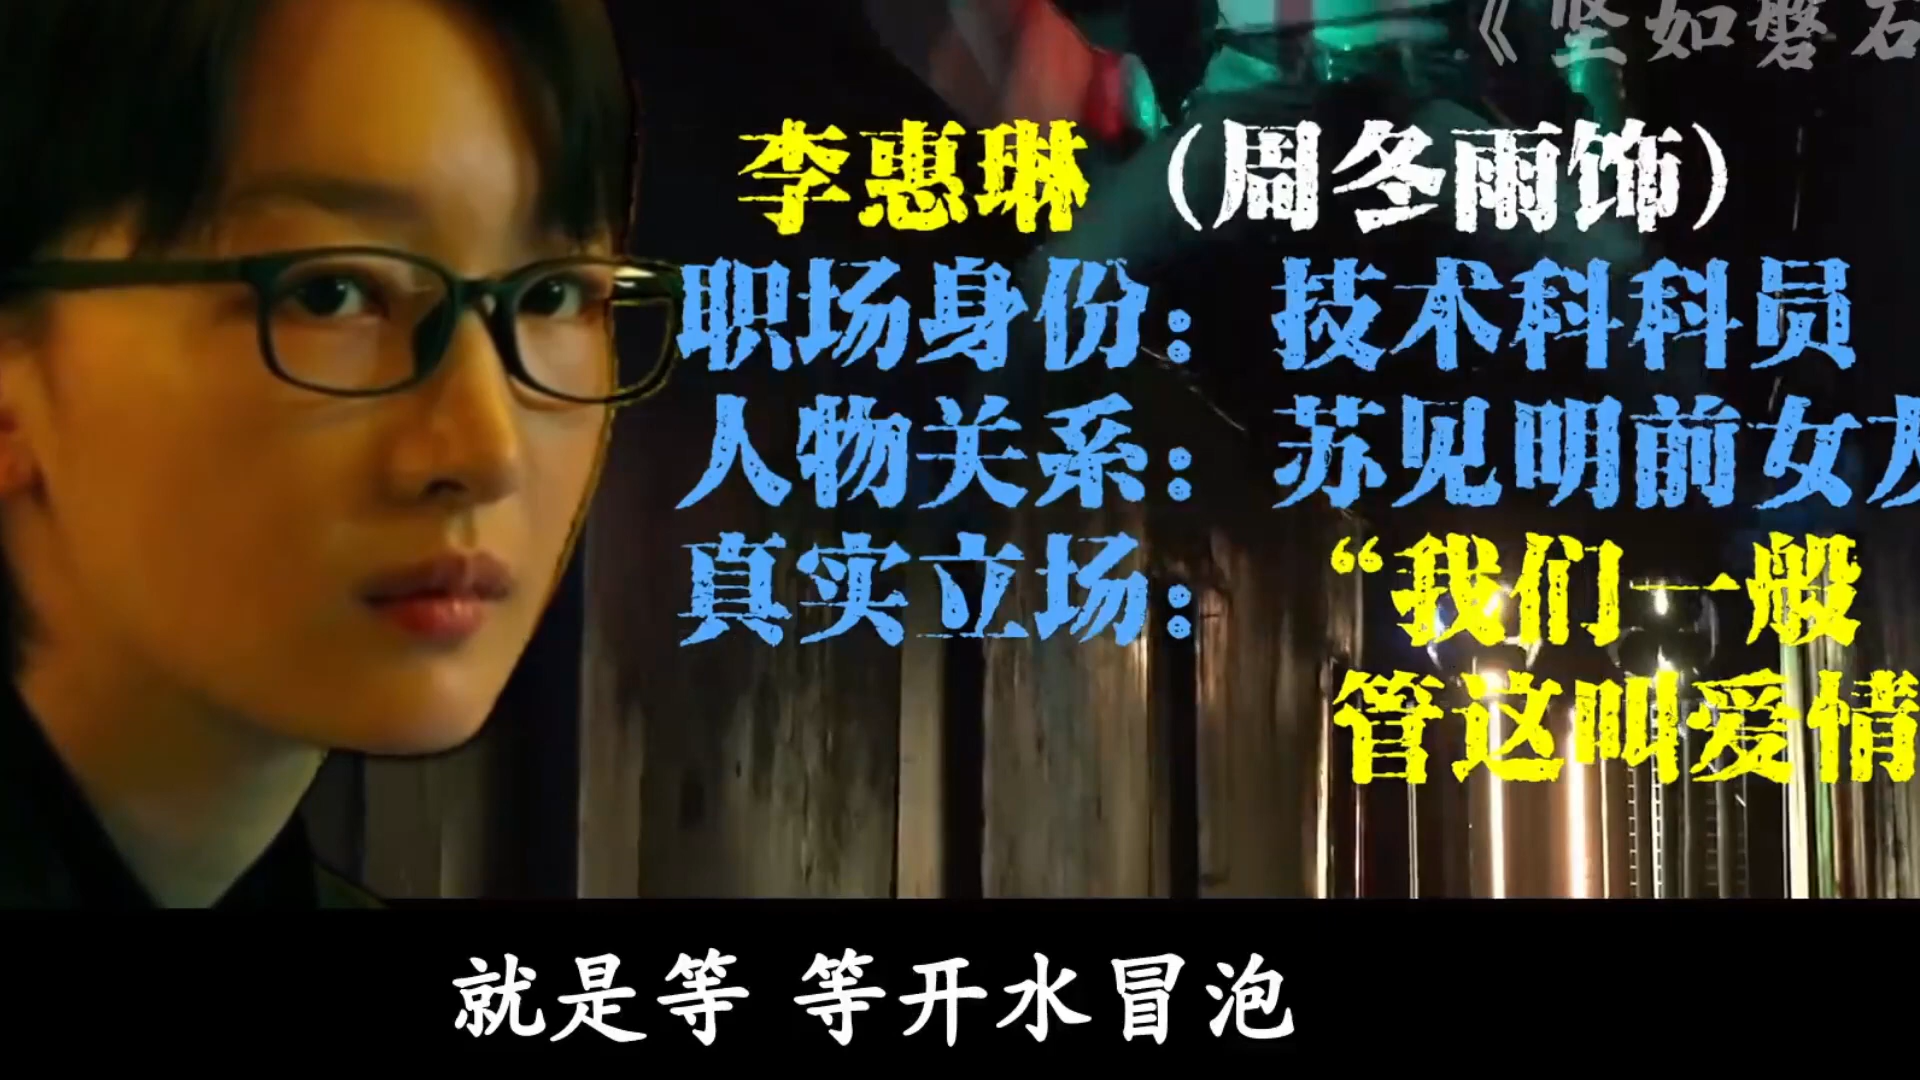 《坚如磐石
李惠琳（周冬雨饰）
职场身份：技术科科员
人物关系：苏见明前女友
真实立场：“我们一般
管这叫爱情
就是等 等开水冒泡